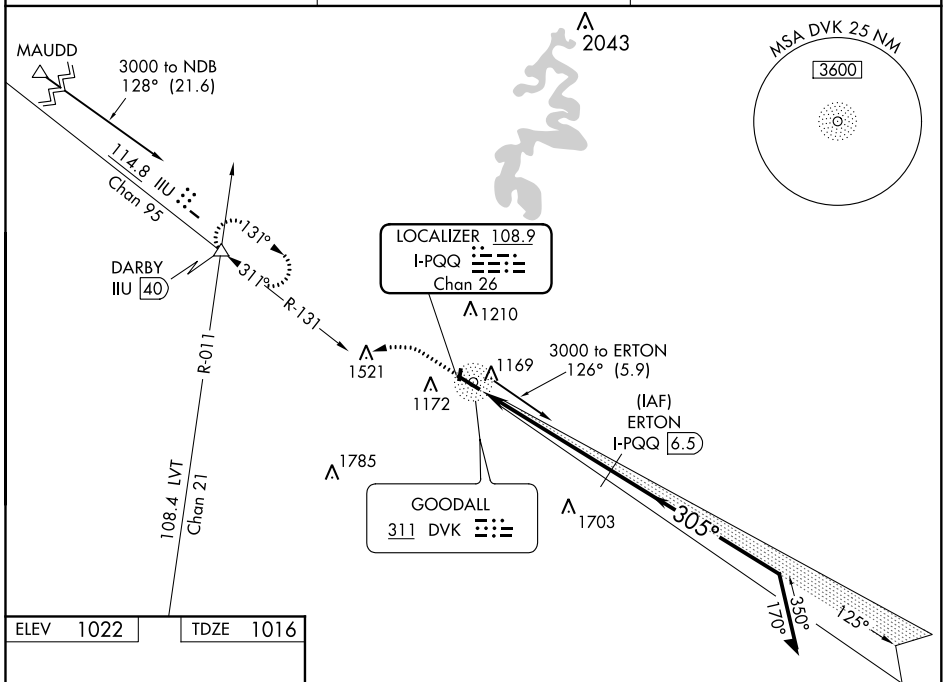 2043
MAUDD
3000 to NDB
128° (21.6)
MSA DVK 25 NM
3600
114.8 IIU
Chan 95
131°
DARBY
IIU 40
311°
R-131
LOCALIZER 108.9
I-PQQ
Chan 26
1210
R-011
1521
1169
3000 to ERTON
126° (5.9)
1172
(IAF)
ERTON
I-PQQ 6.5
1785
108.4 LVT
Chan 21
GOODALL
311 DVK
1703
305°
350°
170°
125°
ELEV 1022
TDZE 1016